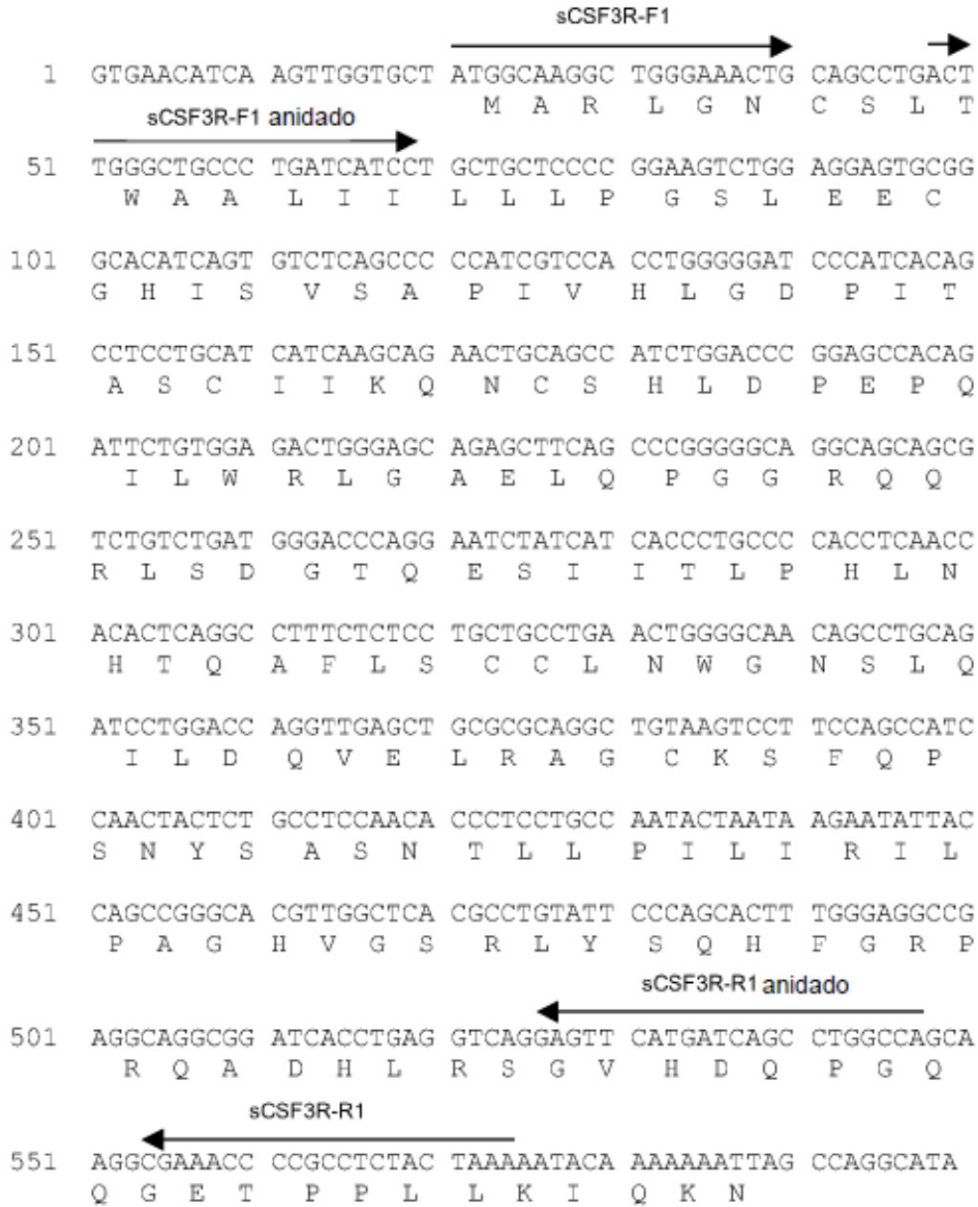 sCSF3R-F1
1 GTGAACATCA AGTTGGTGCT ATGGCAAGGC TGGGAAACTG CAGCCTGACT
M A R L G N C S L T
sCSF3R-F1 anidado
51 TGGGCTGCCC TGATCATCCT GCTGCTCCCC GGAAGTCTGG AGGAGTGCGG
W A A L I I L L L P G S L E E C
101 GCACATCAGT GTCTCAGCCC CCATCGTCCA CCTGGGGGAT CCCATCACAG
G H I S V S A P I V H L G D P I T
151 CCTCCTGCAT CATCAAGCAG AACTGCAGCC ATCTGGACCC GGAGCCACAG
A S C I I K Q N C S H L D P E P Q
201 ATTCTGTGGA GACTGGGAGC AGAGCTTCAG CCCGGGGGCA GGCAGCAGCG
I L W R L G A E L Q P G G R Q Q
251 TCTGTCTGAT GGGACCCAGG AATCTATCAT CACCCTGCCC CACCTCAACC
R L S D G T Q E S I I T L P H L N
301 ACACTCAGGC CTTTCTCTCC TGCTGCCTGA ACTGGGGCAA CAGCCTGCAG
H T Q A F L S C C L N W G N S L Q
351 ATCCTGGACC AGGTTGAGCT GCGCGCAGGC TGTAAGTCCT TCCAGCCATC
I L D Q V E L R A G C K S F Q P
401 CAACTACTCT GCCTCCAACA CCCTCCTGCC AATACTAATA AGAATATTAC
S N Y S A S N T L L P I L I R I L
451 CAGCCGGGCA CGTTGGCTCA CGCCTGTATT CCCAGCACTT TGGGAGGCCG
P A G H V G S R L Y S Q H F G R P
sCSF3R-R1 anidado
501 AGGCAGGCGG ATCACCTGAG GTCAGGAGTT CATGATCAGC CTGGCCAGCA
R Q A D H L R S G V H D Q P G Q
sCSF3R-R1
551 AGGCGAAACC CCGCCTCTAC TAAAAATACA AAAAAATTAG CCAGGCATA
Q G E T P P L L K I Q K N